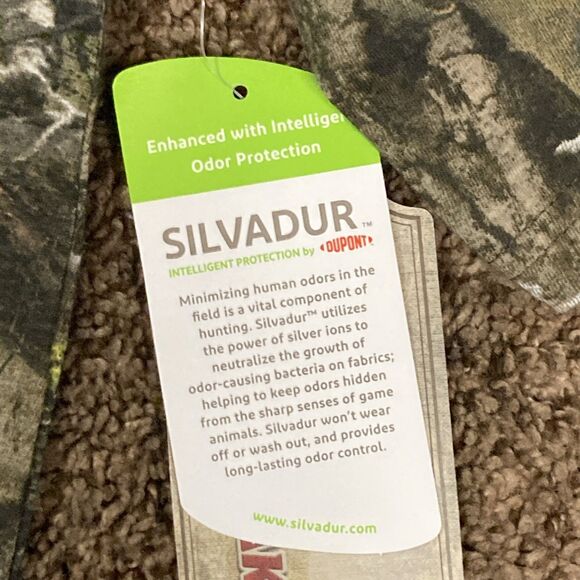 Enhanced with Intellige
Odor Protection
SILVADUR™
INTELLIGENT PROTECTION by DUPONT
Minimizing human odors in the
field is a vital component of
hunting. Silvadur™ utilizes
the power of silver ions to
neutralize the growth of
odor-causing bacteria on fabrics;
helping to keep odors hidden
from the sharp senses of game
animals. Silvadur won't wear
off or wash out, and provides
long-lasting odor control.
www.silvadur.com